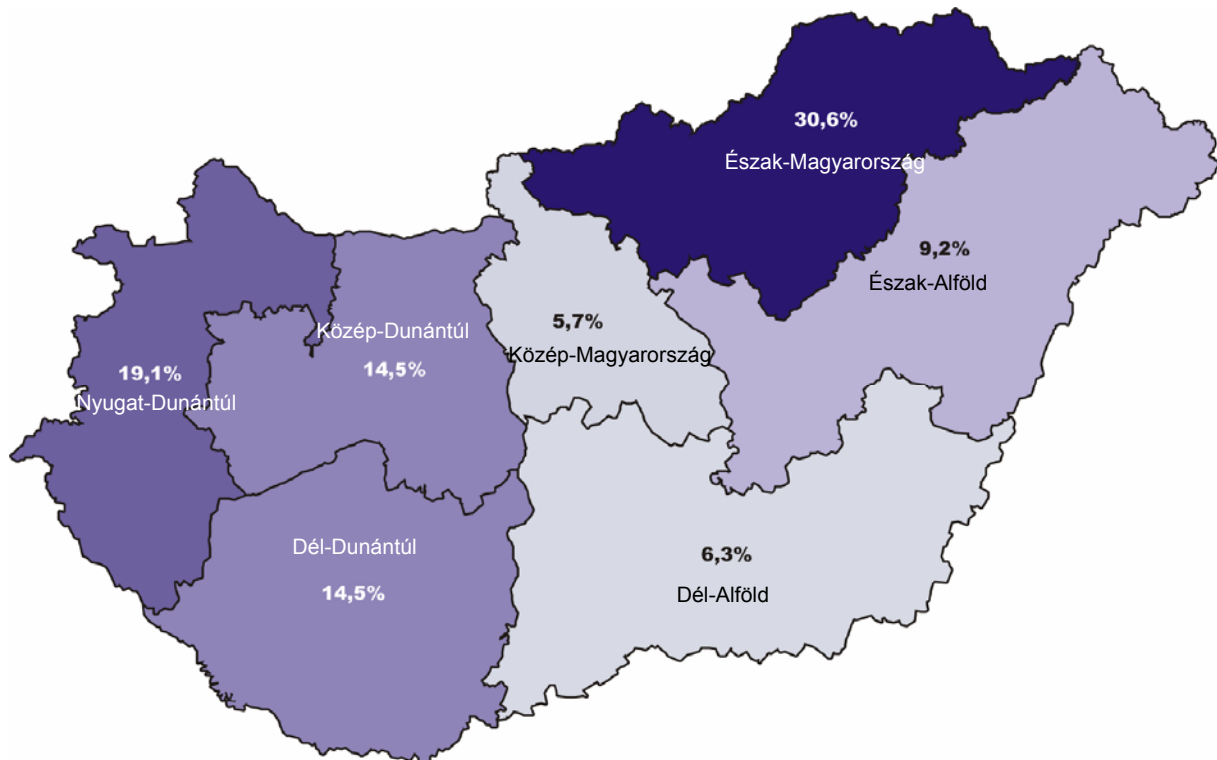 30,6%
Észak-Magyarország
9,2%
Észak-Alföld
Közép-Dunántúl
14,5%
5,7%
Közép-Magyarország
19,1%
Nyugat-Dunántúl
Dél-Dunántúl
14,5%
6,3%
Dél-Alföld